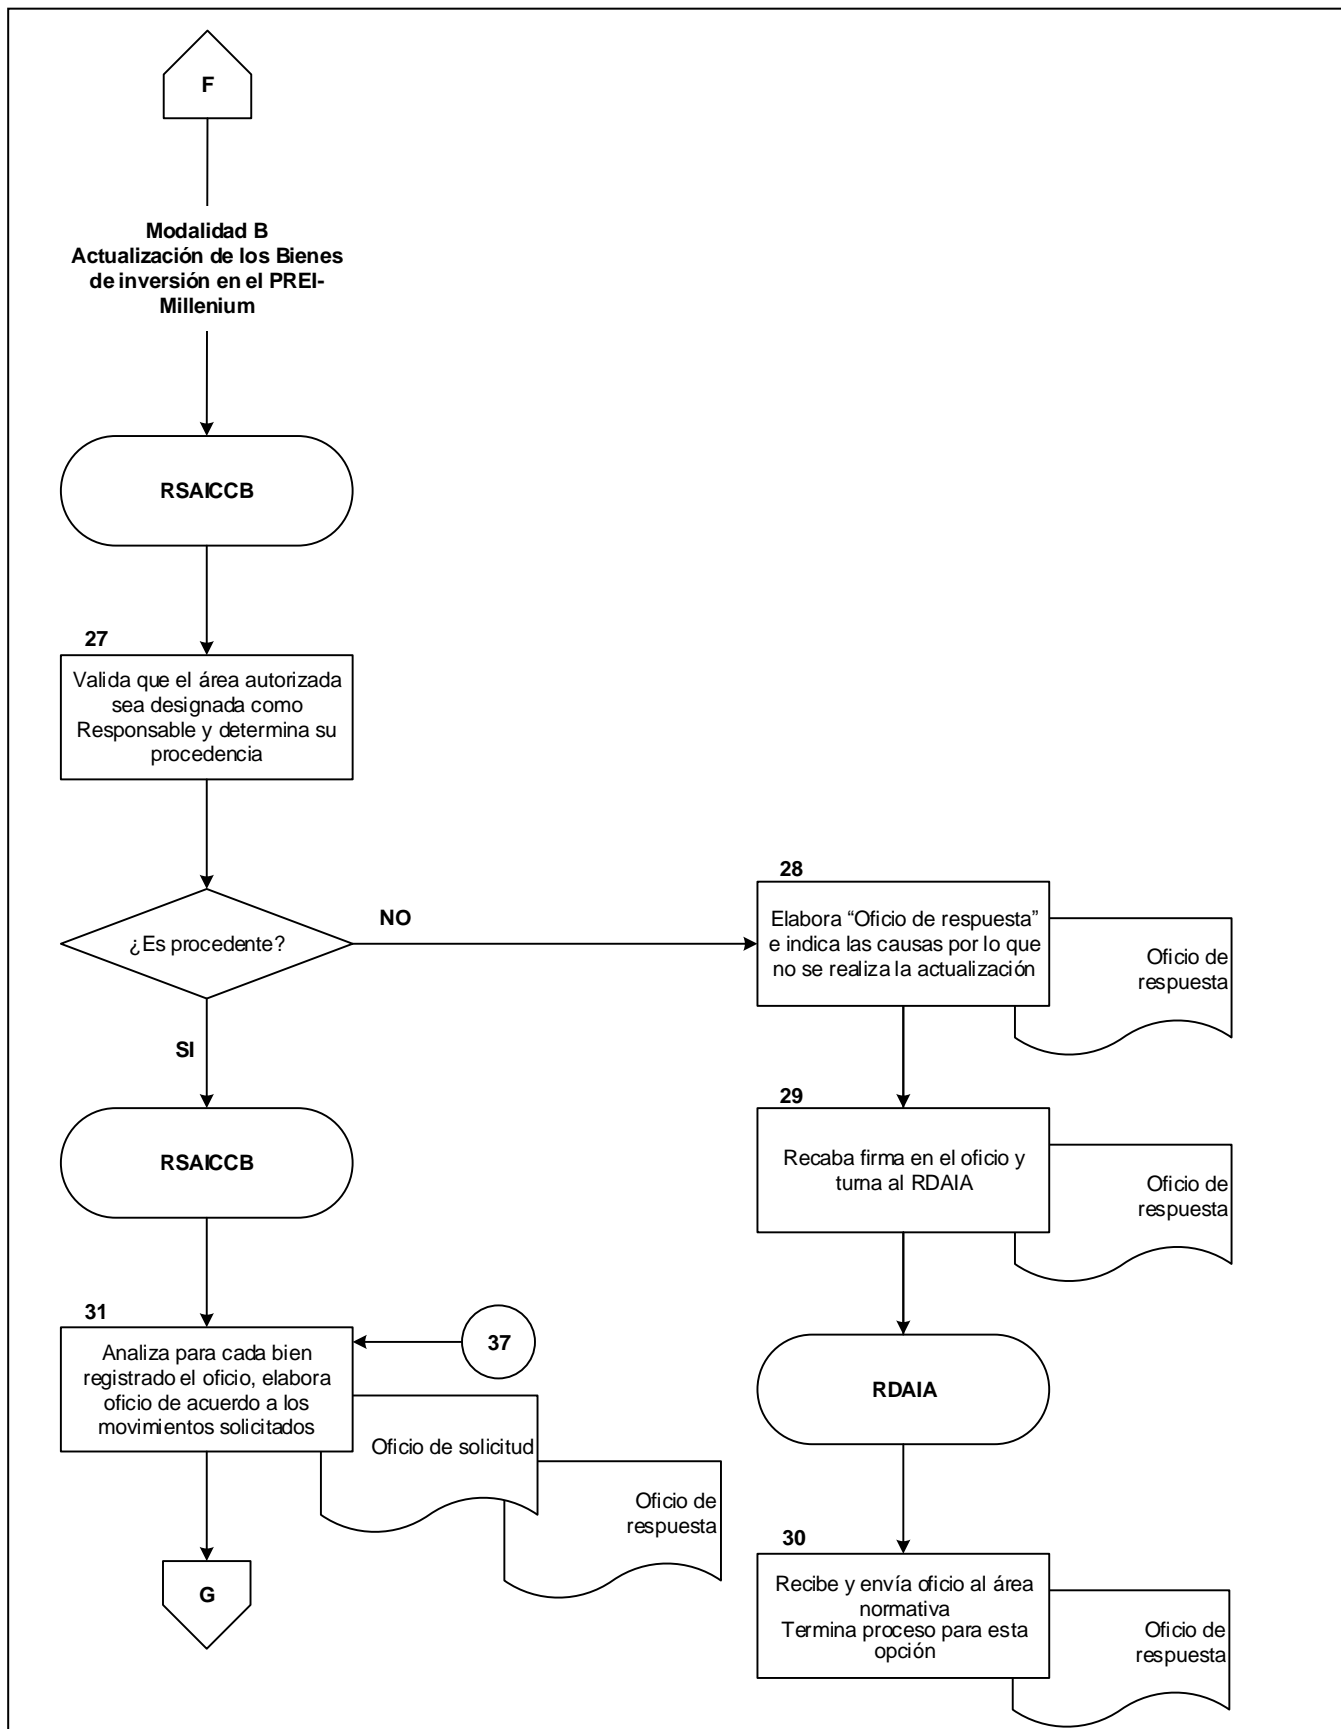 F
Modalidad B
Actualización de los Bienes
de inversión en el PREI-
Millenium
RSAICCB
27
Valida que el área autorizada
sea designada como
Responsable y determina su
procedencia
¿Es procedente?
NO
SI
28
Elabora “Oficio de respuesta”
e indica las causas por lo que
no se realiza la actualización
Oficio de
respuesta
29
Recaba firma en el oficio y
turna al RDAIA
Oficio de
respuesta
RDAIA
30
Recibe y envía oficio al área
normativa
Termina proceso para esta
opción
Oficio de
respuesta
RSAICCB
31
Analiza para cada bien
registrado el oficio, elabora
oficio de acuerdo a los
movimientos solicitados
37
Oficio de solicitud
Oficio de
respuesta
G